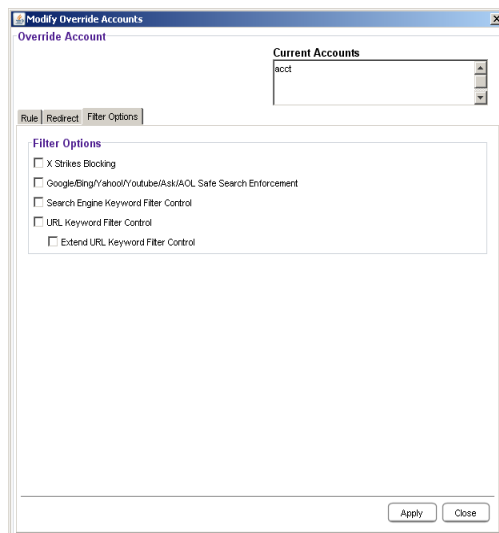 Modify Override Accounts
Override Account
Current Accounts
acct
Rule Redirect Filter Options
Filter Options
X Strikes Blocking
Google/Bing/Yahoo!/Youtube/Ask/AOL Safe Search Enforcement
Search Engine Keyword Filter Control
URL Keyword Filter Control
Extend URL Keyword Filter Control
Apply Close